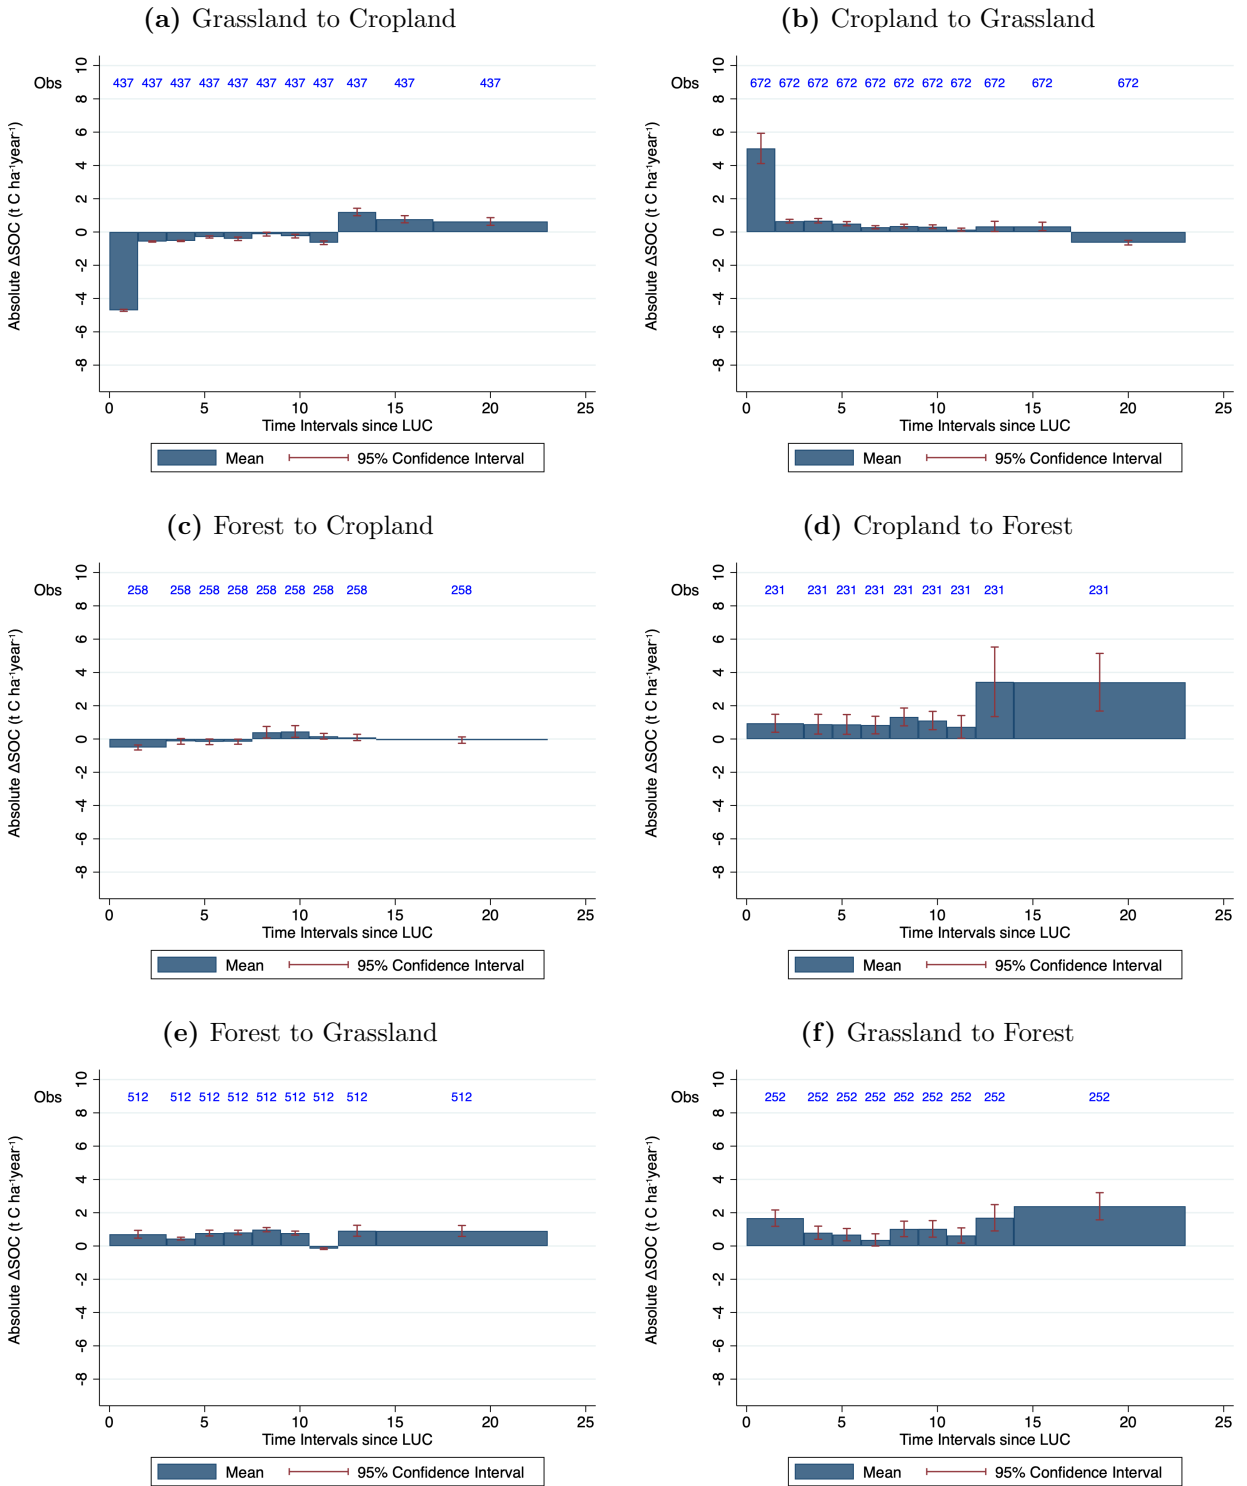 (a) Grassland to Cropland
Obs 437 437 437 437 437 437 437 437 437 437 437
Absolute ΔSOC (t C ha⁻¹year⁻¹)
10
8
6
4
2
0
-2
-4
-6
-8
0 5 10 15 20 25
Time Intervals since LUC
Mean 95% Confidence Interval
(b) Cropland to Grassland
Obs 672 672 672 672 672 672 672 672 672 672 672
Absolute ΔSOC (t C ha⁻¹year⁻¹)
10
8
6
4
2
0
-2
-4
-6
-8
0 5 10 15 20 25
Time Intervals since LUC
Mean 95% Confidence Interval
(c) Forest to Cropland
Obs 258 258 258 258 258 258 258 258 258
Absolute ΔSOC (t C ha⁻¹year⁻¹)
10
8
6
4
2
0
-2
-4
-6
-8
0 5 10 15 20 25
Time Intervals since LUC
Mean 95% Confidence Interval
(d) Cropland to Forest
Obs 231 231 231 231 231 231 231 231 231
Absolute ΔSOC (t C ha⁻¹year⁻¹)
10
8
6
4
2
0
-2
-4
-6
-8
0 5 10 15 20 25
Time Intervals since LUC
Mean 95% Confidence Interval
(e) Forest to Grassland
Obs 512 512 512 512 512 512 512 512 512
Absolute ΔSOC (t C ha⁻¹year⁻¹)
10
8
6
4
2
0
-2
-4
-6
-8
0 5 10 15 20 25
Time Intervals since LUC
Mean 95% Confidence Interval
(f) Grassland to Forest
Obs 252 252 252 252 252 252 252 252 252
Absolute ΔSOC (t C ha⁻¹year⁻¹)
10
8
6
4
2
0
-2
-4
-6
-8
0 5 10 15 20 25
Time Intervals since LUC
Mean 95% Confidence Interval